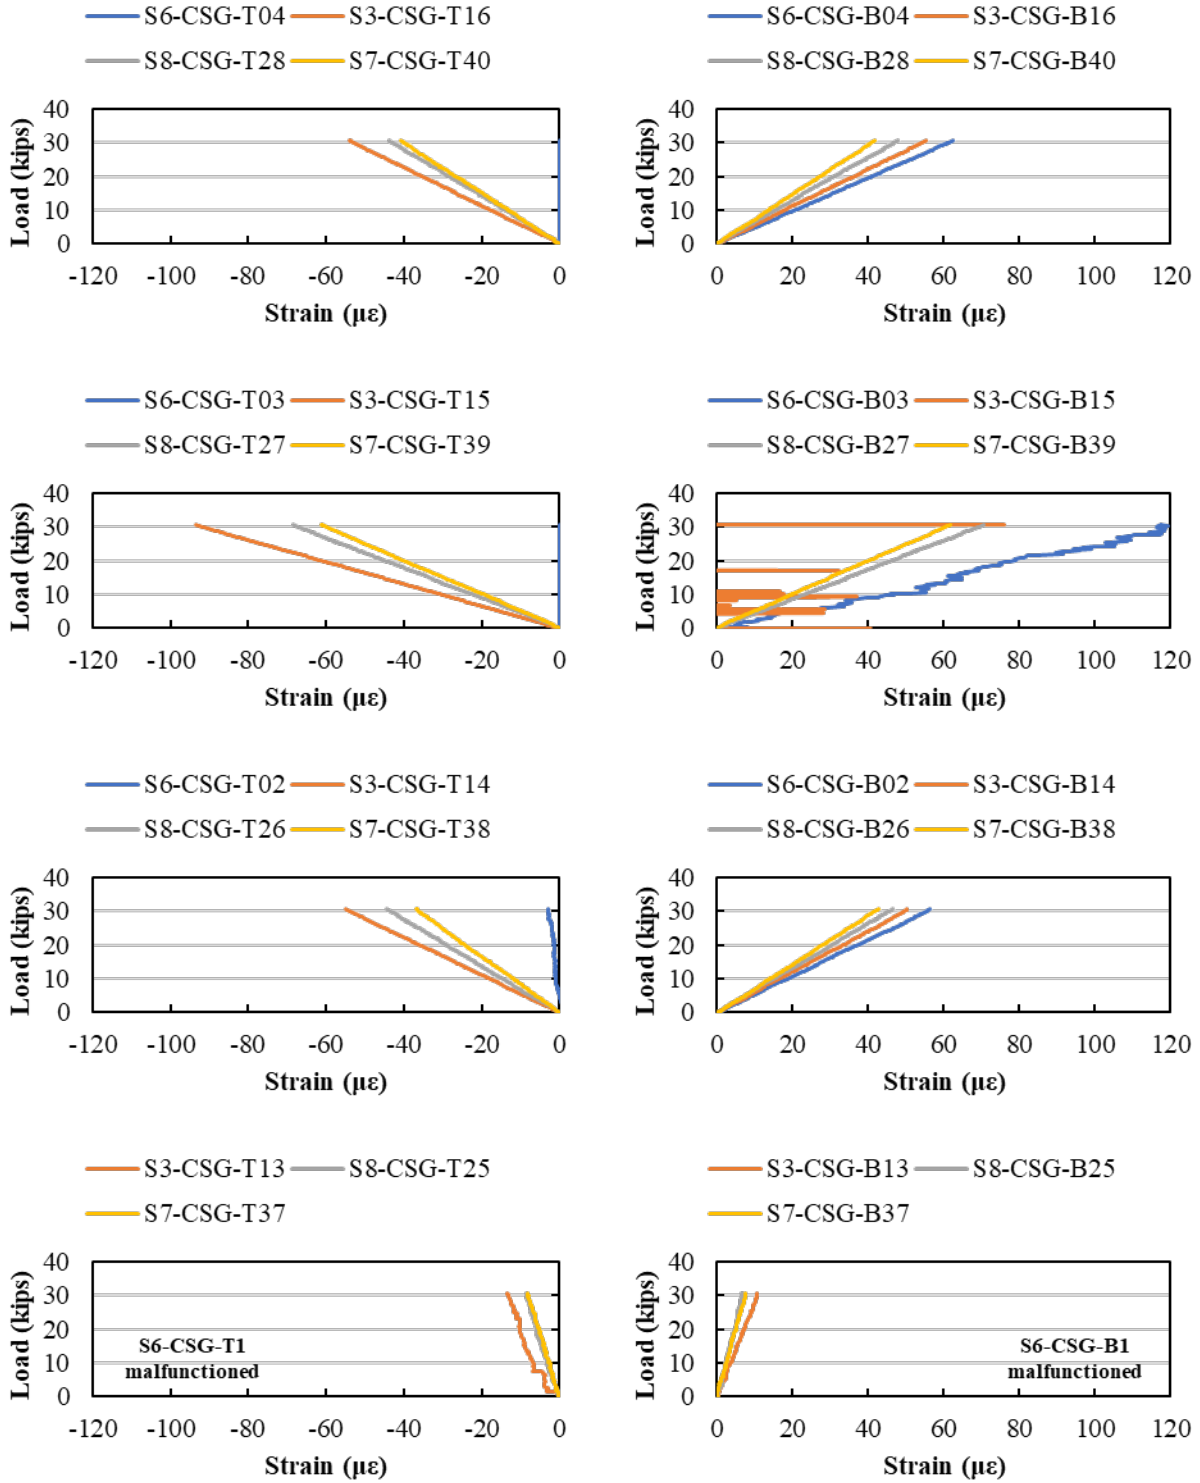 S6-CSG-T04 S3-CSG-T16
S8-CSG-T28 S7-CSG-T40
Load (kips)
40
30
20
10
0
-120 -100 -80 -60 -40 -20 0
Strain (με)
S6-CSG-B04 S3-CSG-B16
S8-CSG-B28 S7-CSG-B40
Load (kips)
40
30
20
10
0
0 20 40 60 80 100 120
Strain (με)
S6-CSG-T03 S3-CSG-T15
S8-CSG-T27 S7-CSG-T39
Load (kips)
40
30
20
10
0
-120 -100 -80 -60 -40 -20 0
Strain (με)
S6-CSG-B03 S3-CSG-B15
S8-CSG-B27 S7-CSG-B39
Load (kips)
40
30
20
10
0
0 20 40 60 80 100 120
Strain (με)
S6-CSG-T02 S3-CSG-T14
S8-CSG-T26 S7-CSG-T38
Load (kips)
40
30
20
10
0
-120 -100 -80 -60 -40 -20 0
Strain (με)
S6-CSG-B02 S3-CSG-B14
S8-CSG-B26 S7-CSG-B38
Load (kips)
40
30
20
10
0
0 20 40 60 80 100 120
Strain (με)
S3-CSG-T13 S8-CSG-T25
S7-CSG-T37
Load (kips)
40
30
20
10
0
S6-CSG-T1
malfunctioned
-120 -100 -80 -60 -40 -20 0
Strain (με)
S3-CSG-B13 S8-CSG-B25
S7-CSG-B37
Load (kips)
40
30
20
10
0
S6-CSG-B1
malfunctioned
0 20 40 60 80 100 120
Strain (με)